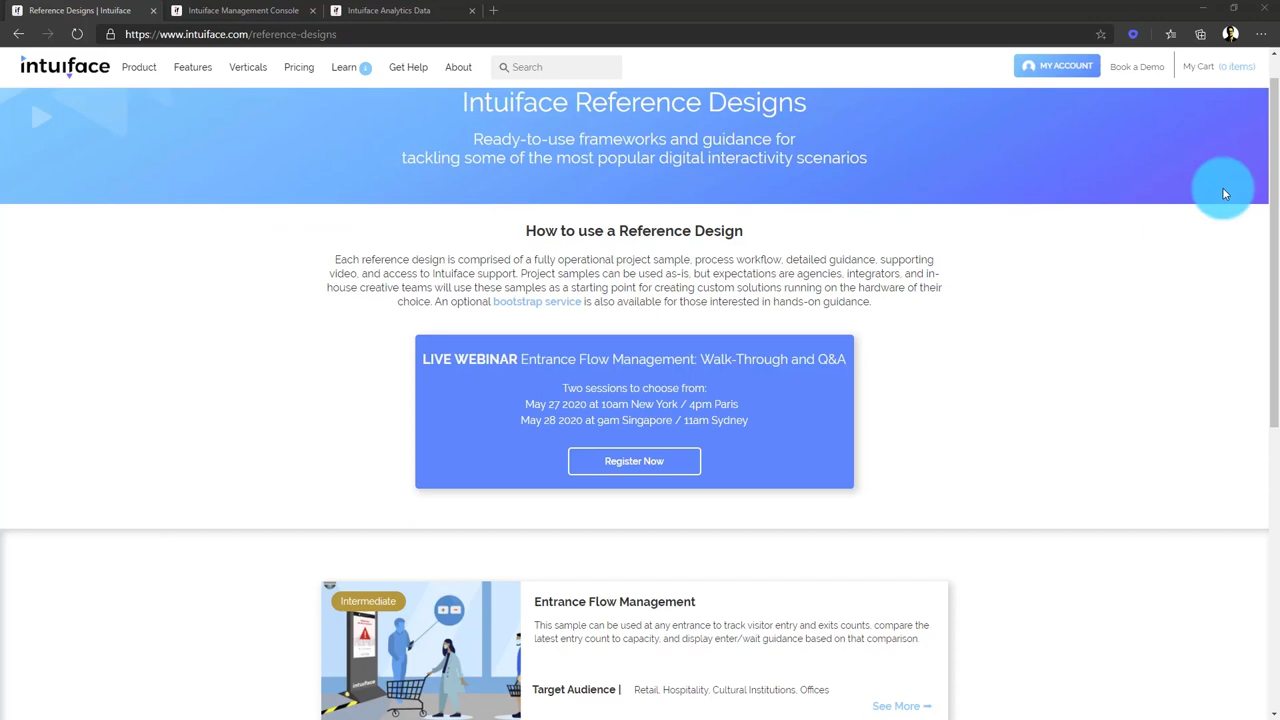 Reference Designs | Intuiface
Intuiface Management Console
Intuiface Analytics Data
https://www.intuiface.com/reference-designs
intuiface
Product
Features
Verticals
Pricing
Learn
Get Help
About
Search
MY ACCOUNT
Book a Demo
My Cart (0 items)
Intuiface Reference Designs
Ready-to-use frameworks and guidance for
tackling some of the most popular digital interactivity scenarios
How to use a Reference Design
Each reference design is comprised of a fully operational project sample, process workflow, detailed guidance, supporting
video, and access to Intuiface support. Project samples can be used as-is, but expectations are agencies, integrators, and in-
house creative teams will use these samples as a starting point for creating custom solutions running on the hardware of their
choice. An optional bootstrap service is also available for those interested in hands-on guidance.
LIVE WEBINAR Entrance Flow Management: Walk-Through and Q&A
Two sessions to choose from:
May 27 2020 at 10am New York / 4pm Paris
May 28 2020 at 9am Singapore / 11am Sydney
Register Now
Intermediate
Entrance Flow Management
This sample can be used at any entrance to track visitor entry and exits counts, compare the
latest entry count to capacity, and display enter/wait guidance based on that comparison.
Target Audience | Retail, Hospitality, Cultural Institutions, Offices
intuiface
See More ➡